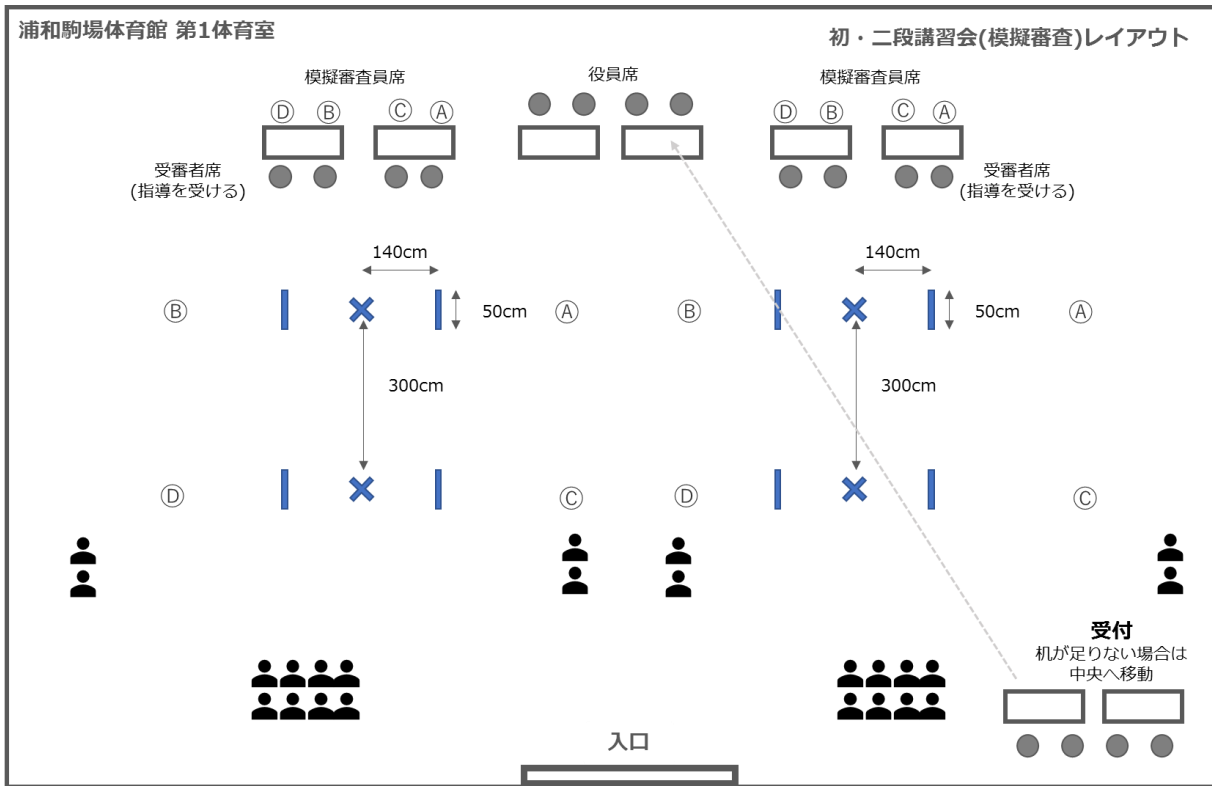 浦和駒場体育館 第1体育室
初・二段講習会(模擬審査)レイアウト
模擬審査員席
役員席
模擬審査員席
Ⓓ Ⓑ Ⓒ Ⓐ
Ⓓ Ⓑ Ⓒ Ⓐ
受審者席
(指導を受ける)
受審者席
(指導を受ける)
140cm
140cm
Ⓑ
50cm
Ⓐ
Ⓑ
50cm
Ⓐ
300cm
300cm
Ⓓ
Ⓒ
Ⓓ
Ⓒ
受付
机が足りない場合は
中央へ移動
入口